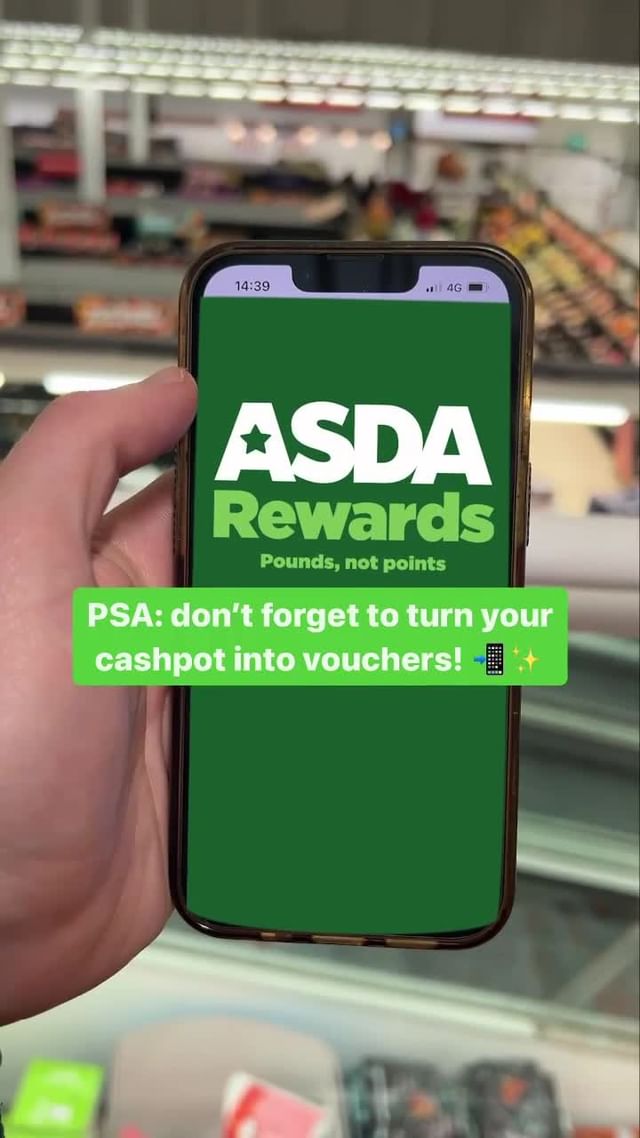 14:39 4G
ASDA
Rewards
Pounds, not points
PSA: don’t forget to turn your
cashpot into vouchers! 📲✨